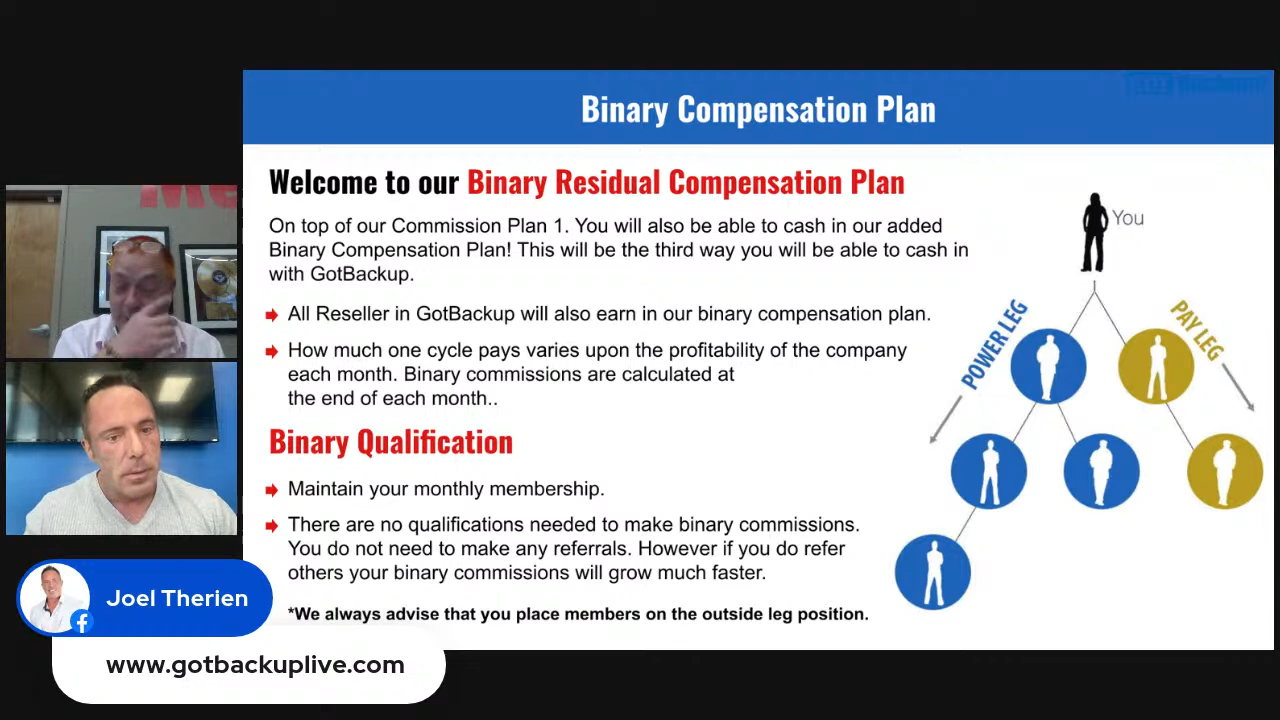 Binary Compensation Plan
Welcome to our Binary Residual Compensation Plan
On top of our Commission Plan 1. You will also be able to cash in our added
Binary Compensation Plan! This will be the third way you will be able to cash in
with GotBackup.
All Reseller in GotBackup will also earn in our binary compensation plan.
How much one cycle pays varies upon the profitability of the company
each month. Binary commissions are calculated at
the end of each month..
Binary Qualification
Maintain your monthly membership.
There are no qualifications needed to make binary commissions.
You do not need to make any referrals. However if you do refer
others your binary commissions will grow much faster.
*We always advise that you place members on the outside leg position.
You
POWER LEG
PAY LEG
Me
Joel Therien
www.gotbackuplive.com